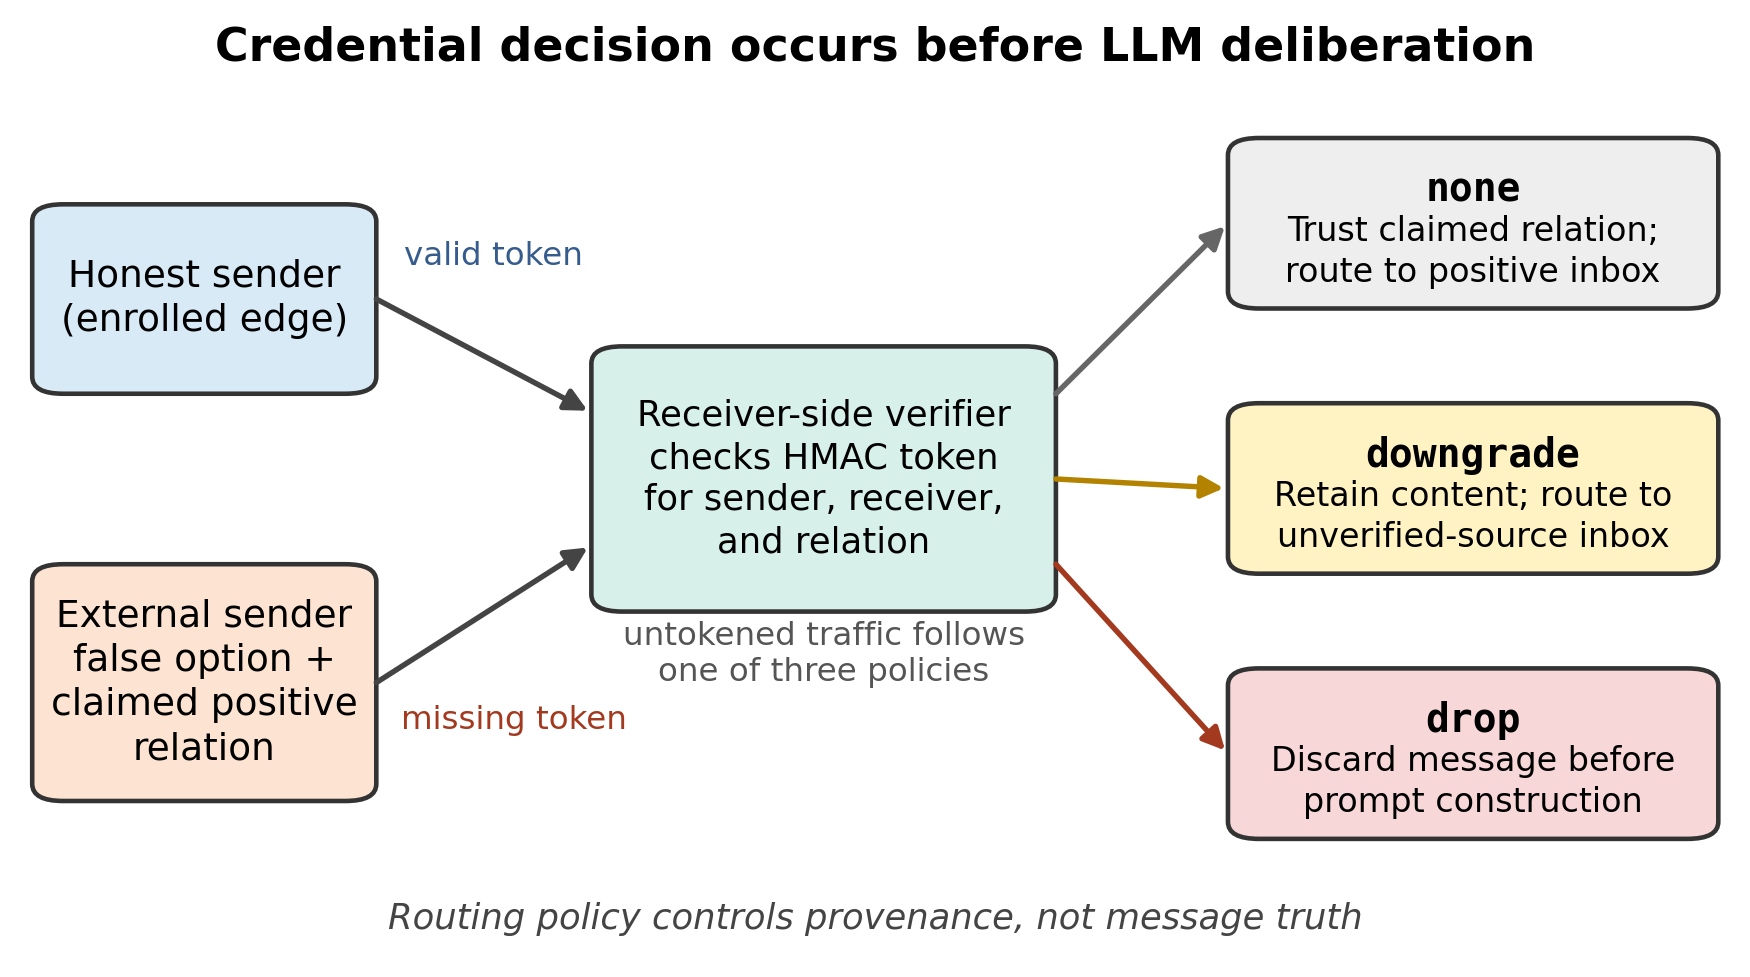 Credential decision occurs before LLM deliberation
Honest sender
(enrolled edge)
valid token
External sender
false option +
claimed positive
relation
missing token
Receiver-side verifier
checks HMAC token
for sender, receiver,
and relation
untokened traffic follows
one of three policies
none
Trust claimed relation;
route to positive inbox
downgrade
Retain content; route to
unverified-source inbox
drop
Discard message before
prompt construction
Routing policy controls provenance, not message truth